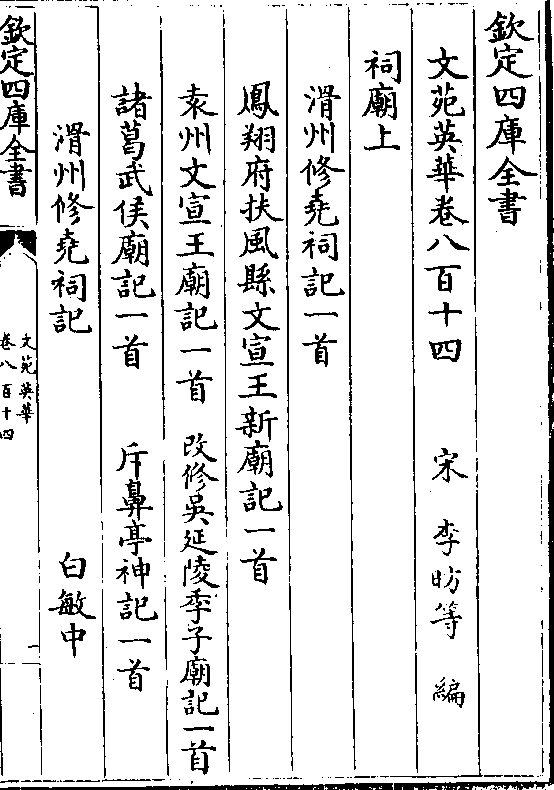 欽定四庫全書
文苑英華卷八百十四 宋 李昉等 編
祠廟上
滑州修堯祠記一首
鳳翔府扶風縣文宣王新廟記一首
袁州文宣王廟記一首 改修吳延陵季子廟記一首
諸葛武侯廟記一首 斥鼻亭神記一首
滑州修堯祠記 白敏中
欽定四庫全書
文苑英華
卷八百十四
一